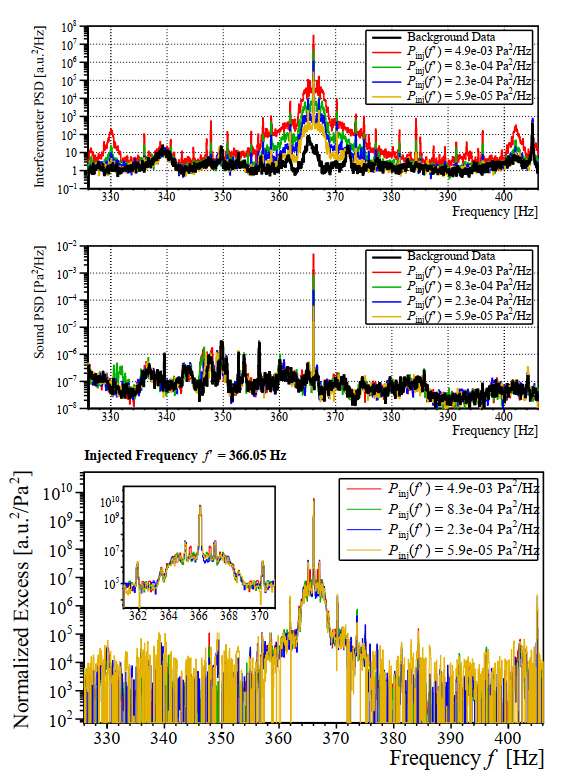 Interferometer PSD [a.u.²/Hz]
10⁸
10⁷
10⁶
10⁵
10⁴
10³
10²
10
1
10⁻¹
Background Data
P_inj(f') = 4.9e-03 Pa²/Hz
P_inj(f') = 8.3e-04 Pa²/Hz
P_inj(f') = 2.3e-04 Pa²/Hz
P_inj(f') = 5.9e-05 Pa²/Hz
330 340 350 360 370 380 390 400
Frequency [Hz]
Sound PSD [Pa²/Hz]
10⁻²
10⁻³
10⁻⁴
10⁻⁵
10⁻⁶
10⁻⁷
10⁻⁸
Background Data
P_inj(f') = 4.9e-03 Pa²/Hz
P_inj(f') = 8.3e-04 Pa²/Hz
P_inj(f') = 2.3e-04 Pa²/Hz
P_inj(f') = 5.9e-05 Pa²/Hz
330 340 350 360 370 380 390 400
Frequency [Hz]
Injected Frequency f' = 366.05 Hz
Normalized Excess [a.u.²/Pa²]
10¹⁰
10⁹
10⁸
10⁷
10⁶
10⁵
10⁴
10³
10²
10¹⁰
10⁹
10⁷
10⁵
362 364 366 368 370
P_inj(f') = 4.9e-03 Pa²/Hz
P_inj(f') = 8.3e-04 Pa²/Hz
P_inj(f') = 2.3e-04 Pa²/Hz
P_inj(f') = 5.9e-05 Pa²/Hz
330 340 350 360 370 380 390 400
Frequency f [Hz]